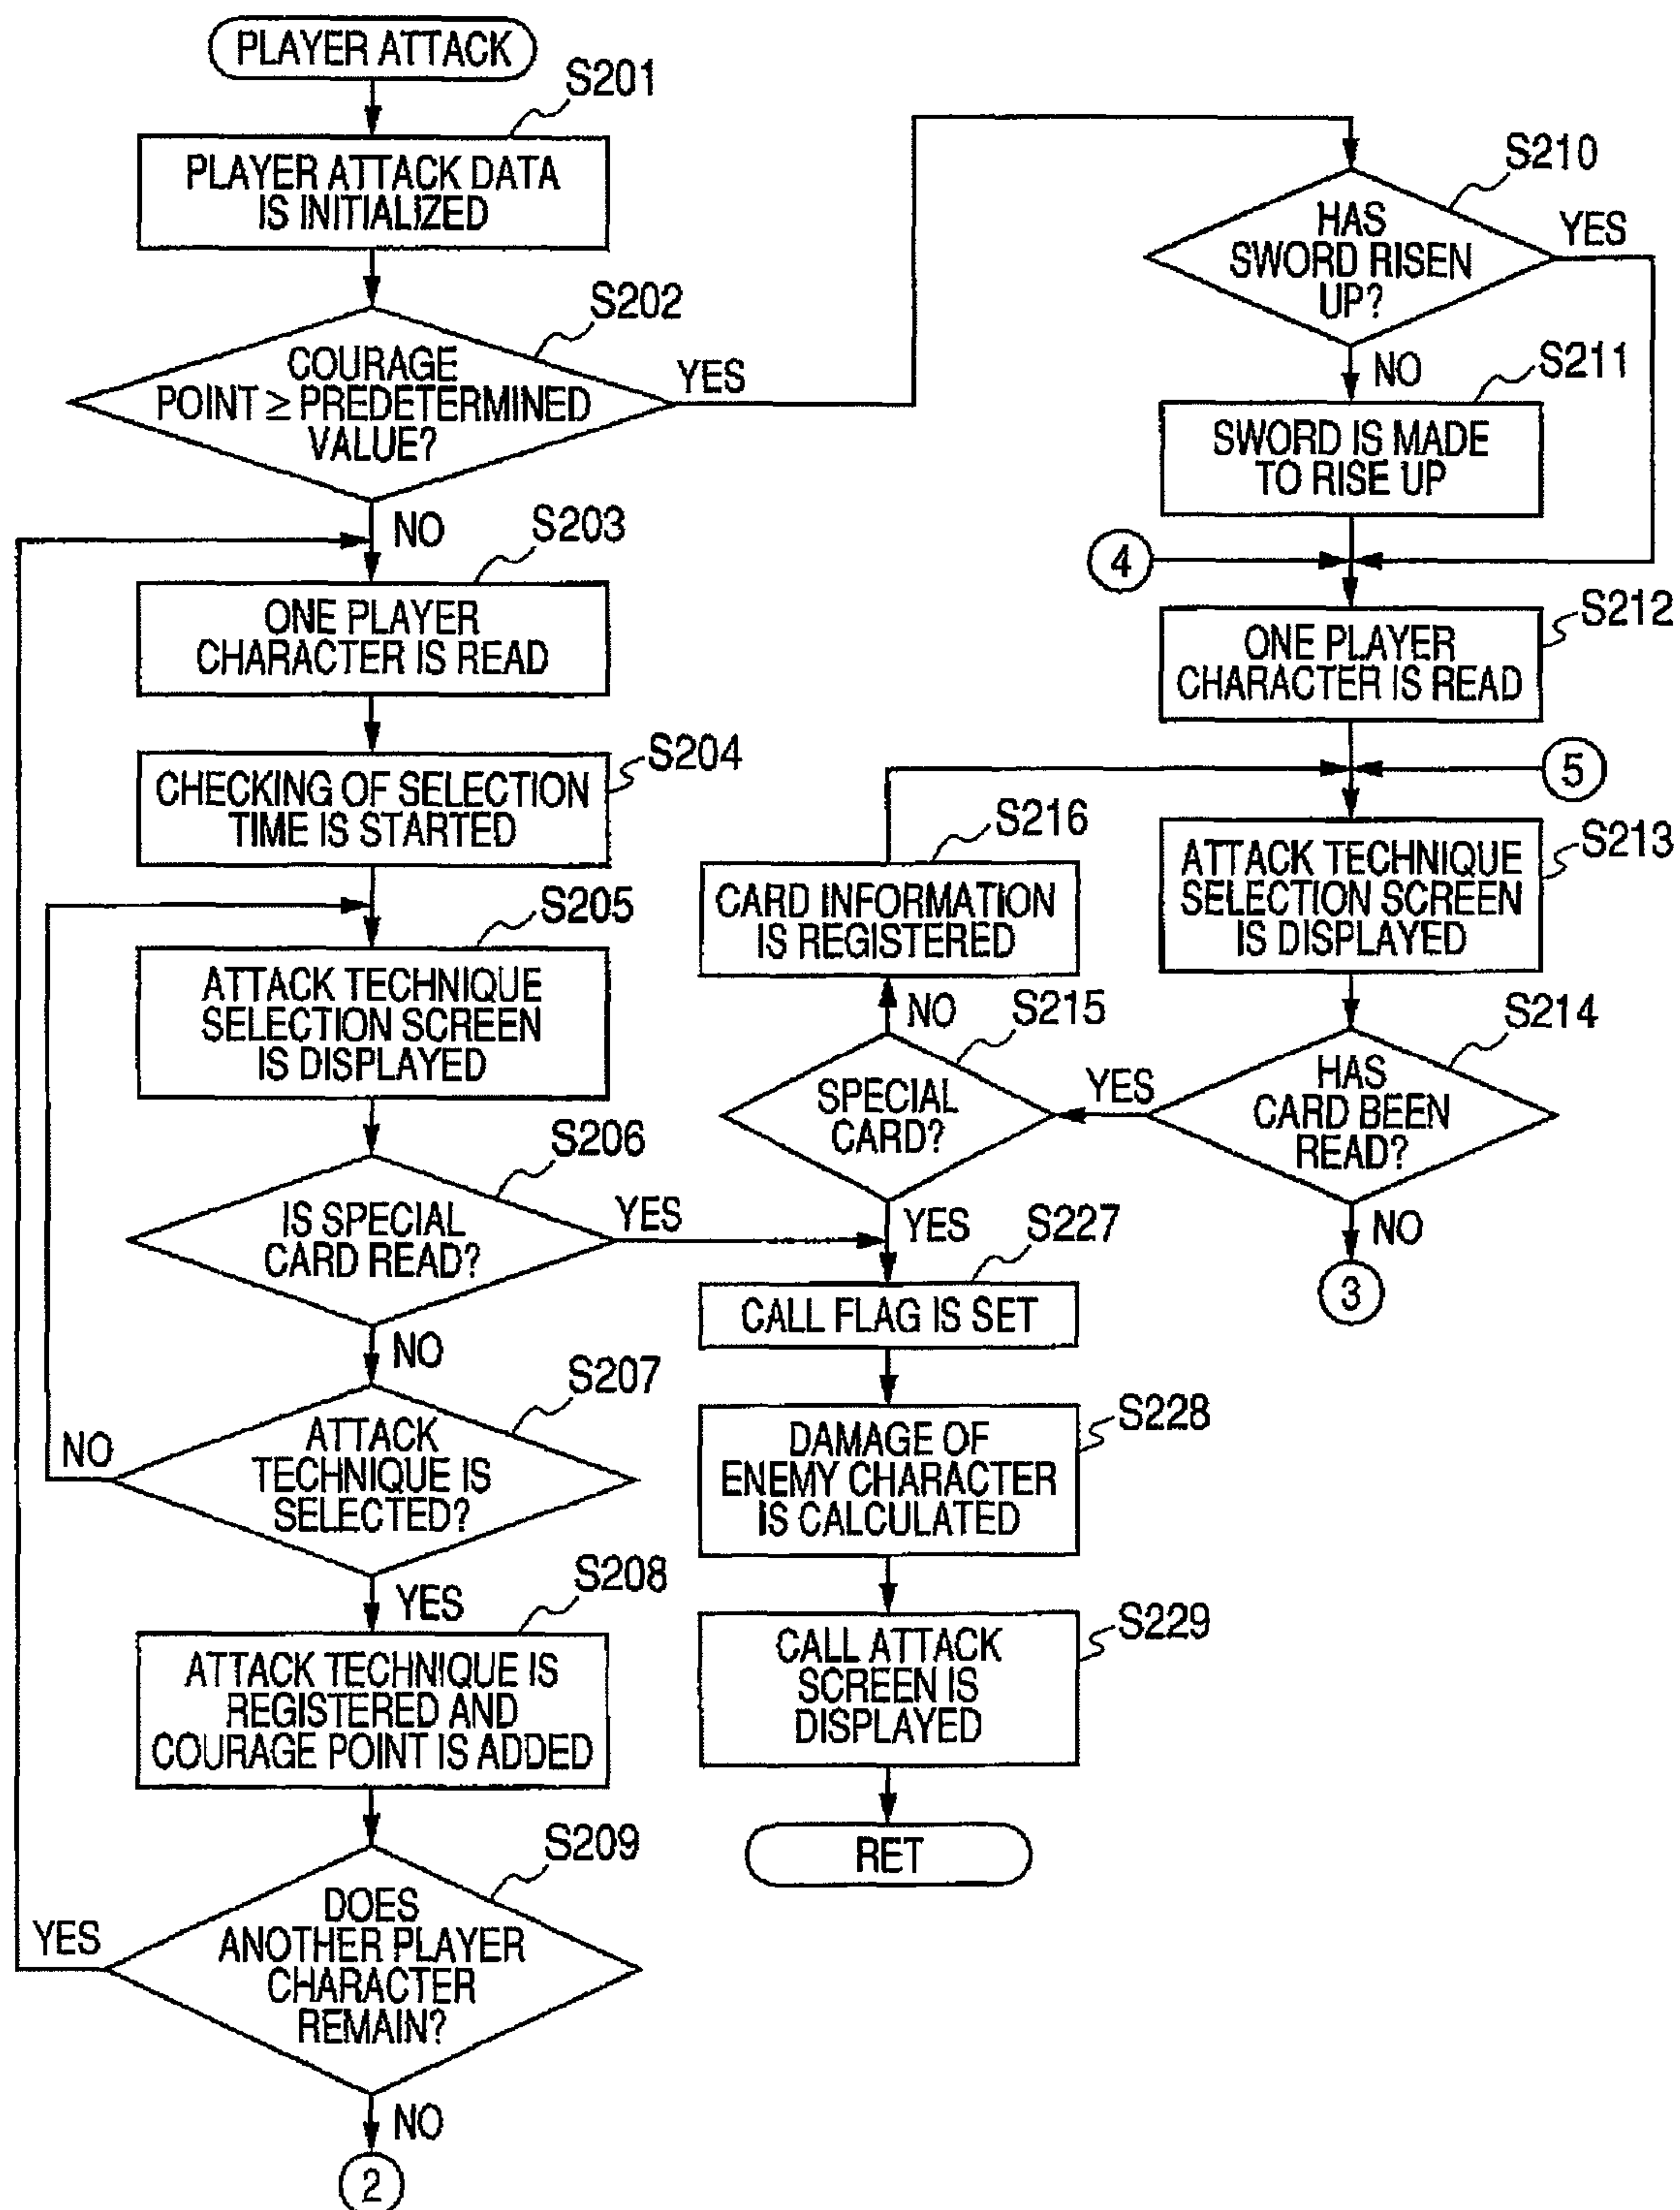 PLAYER ATTACK
S201
PLAYER ATTACK DATA
IS INITIALIZED
S202
COURAGE
POINT ≥ PREDETERMINED
VALUE?
YES
NO
S203
ONE PLAYER
CHARACTER IS READ
S204
CHECKING OF SELECTION
TIME IS STARTED
S205
ATTACK TECHNIQUE
SELECTION SCREEN
IS DISPLAYED
S206
IS SPECIAL
CARD READ?
YES
NO
S207
ATTACK
TECHNIQUE IS
SELECTED?
NO
YES
S208
ATTACK TECHNIQUE IS
REGISTERED AND
COURAGE POINT IS ADDED
S209
DOES
ANOTHER PLAYER
CHARACTER
REMAIN?
YES
NO
2
S210
HAS
SWORD RISEN
UP?
YES
NO
S211
SWORD IS MADE
TO RISE UP
4
S212
ONE PLAYER
CHARACTER IS READ
5
S213
ATTACK TECHNIQUE
SELECTION SCREEN
IS DISPLAYED
S214
HAS
CARD BEEN
READ?
YES
NO
3
S215
SPECIAL
CARD?
NO
YES
S216
CARD INFORMATION
IS REGISTERED
S227
CALL FLAG IS SET
S228
DAMAGE OF
ENEMY CHARACTER
IS CALCULATED
S229
CALL ATTACK
SCREEN IS
DISPLAYED
RET